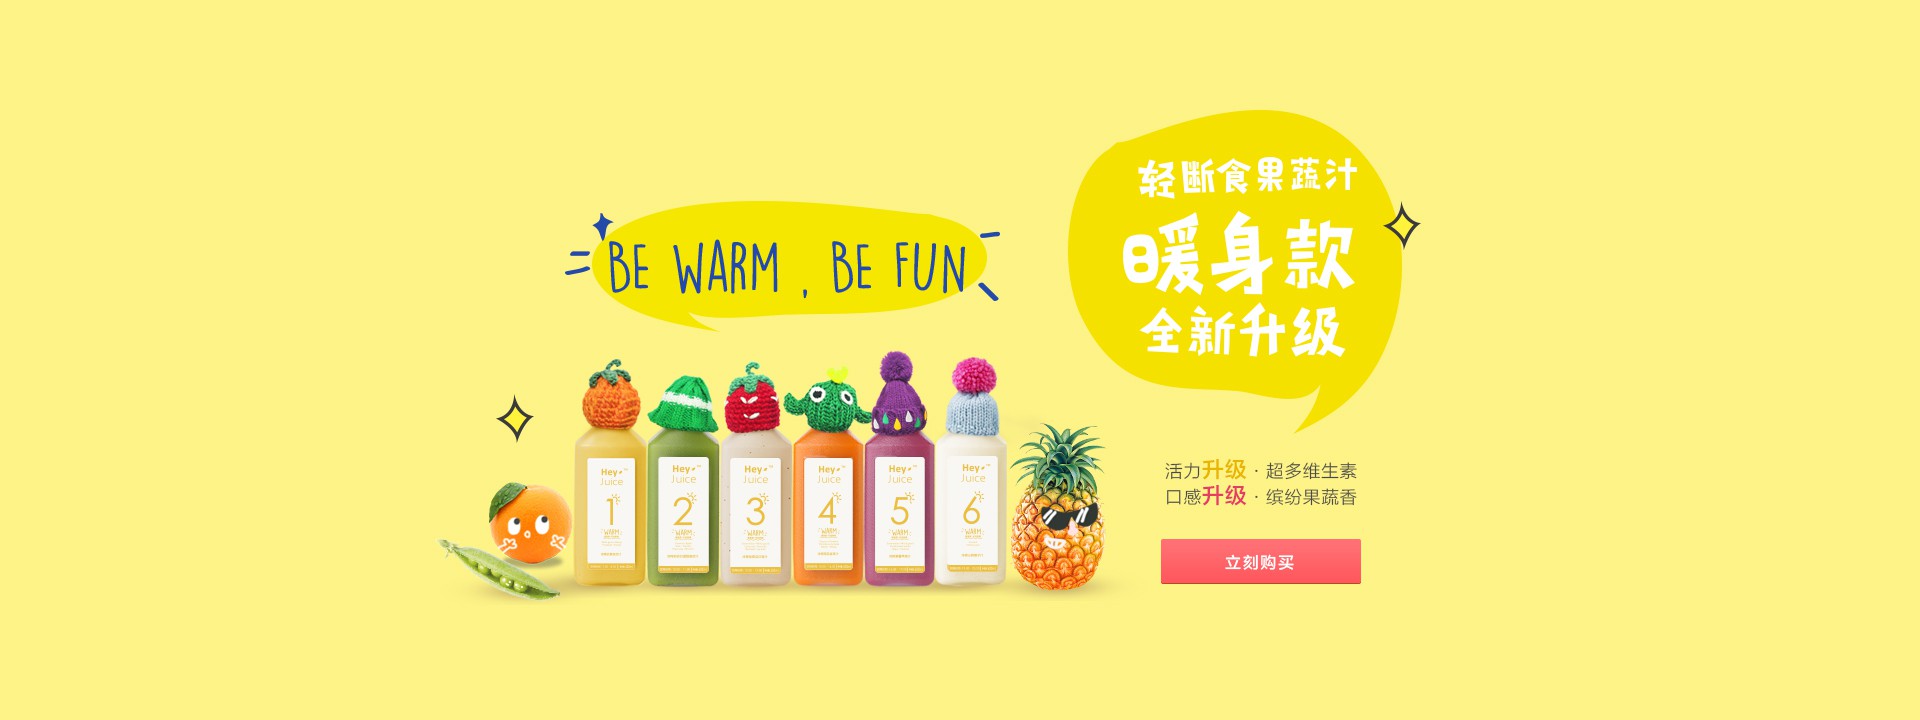 BE WARM , BE FUN
轻断食果蔬汁
暖身款
全新升级
Hey
Juice
1
WARM
Hey
Juice
2
WARM
Hey
Juice
3
WARM
Hey
Juice
4
WARM
Hey
Juice
5
WARM
Hey
Juice
6
WARM
活力升级 · 超多维生素
口感升级 · 缤纷果蔬香
立刻购买